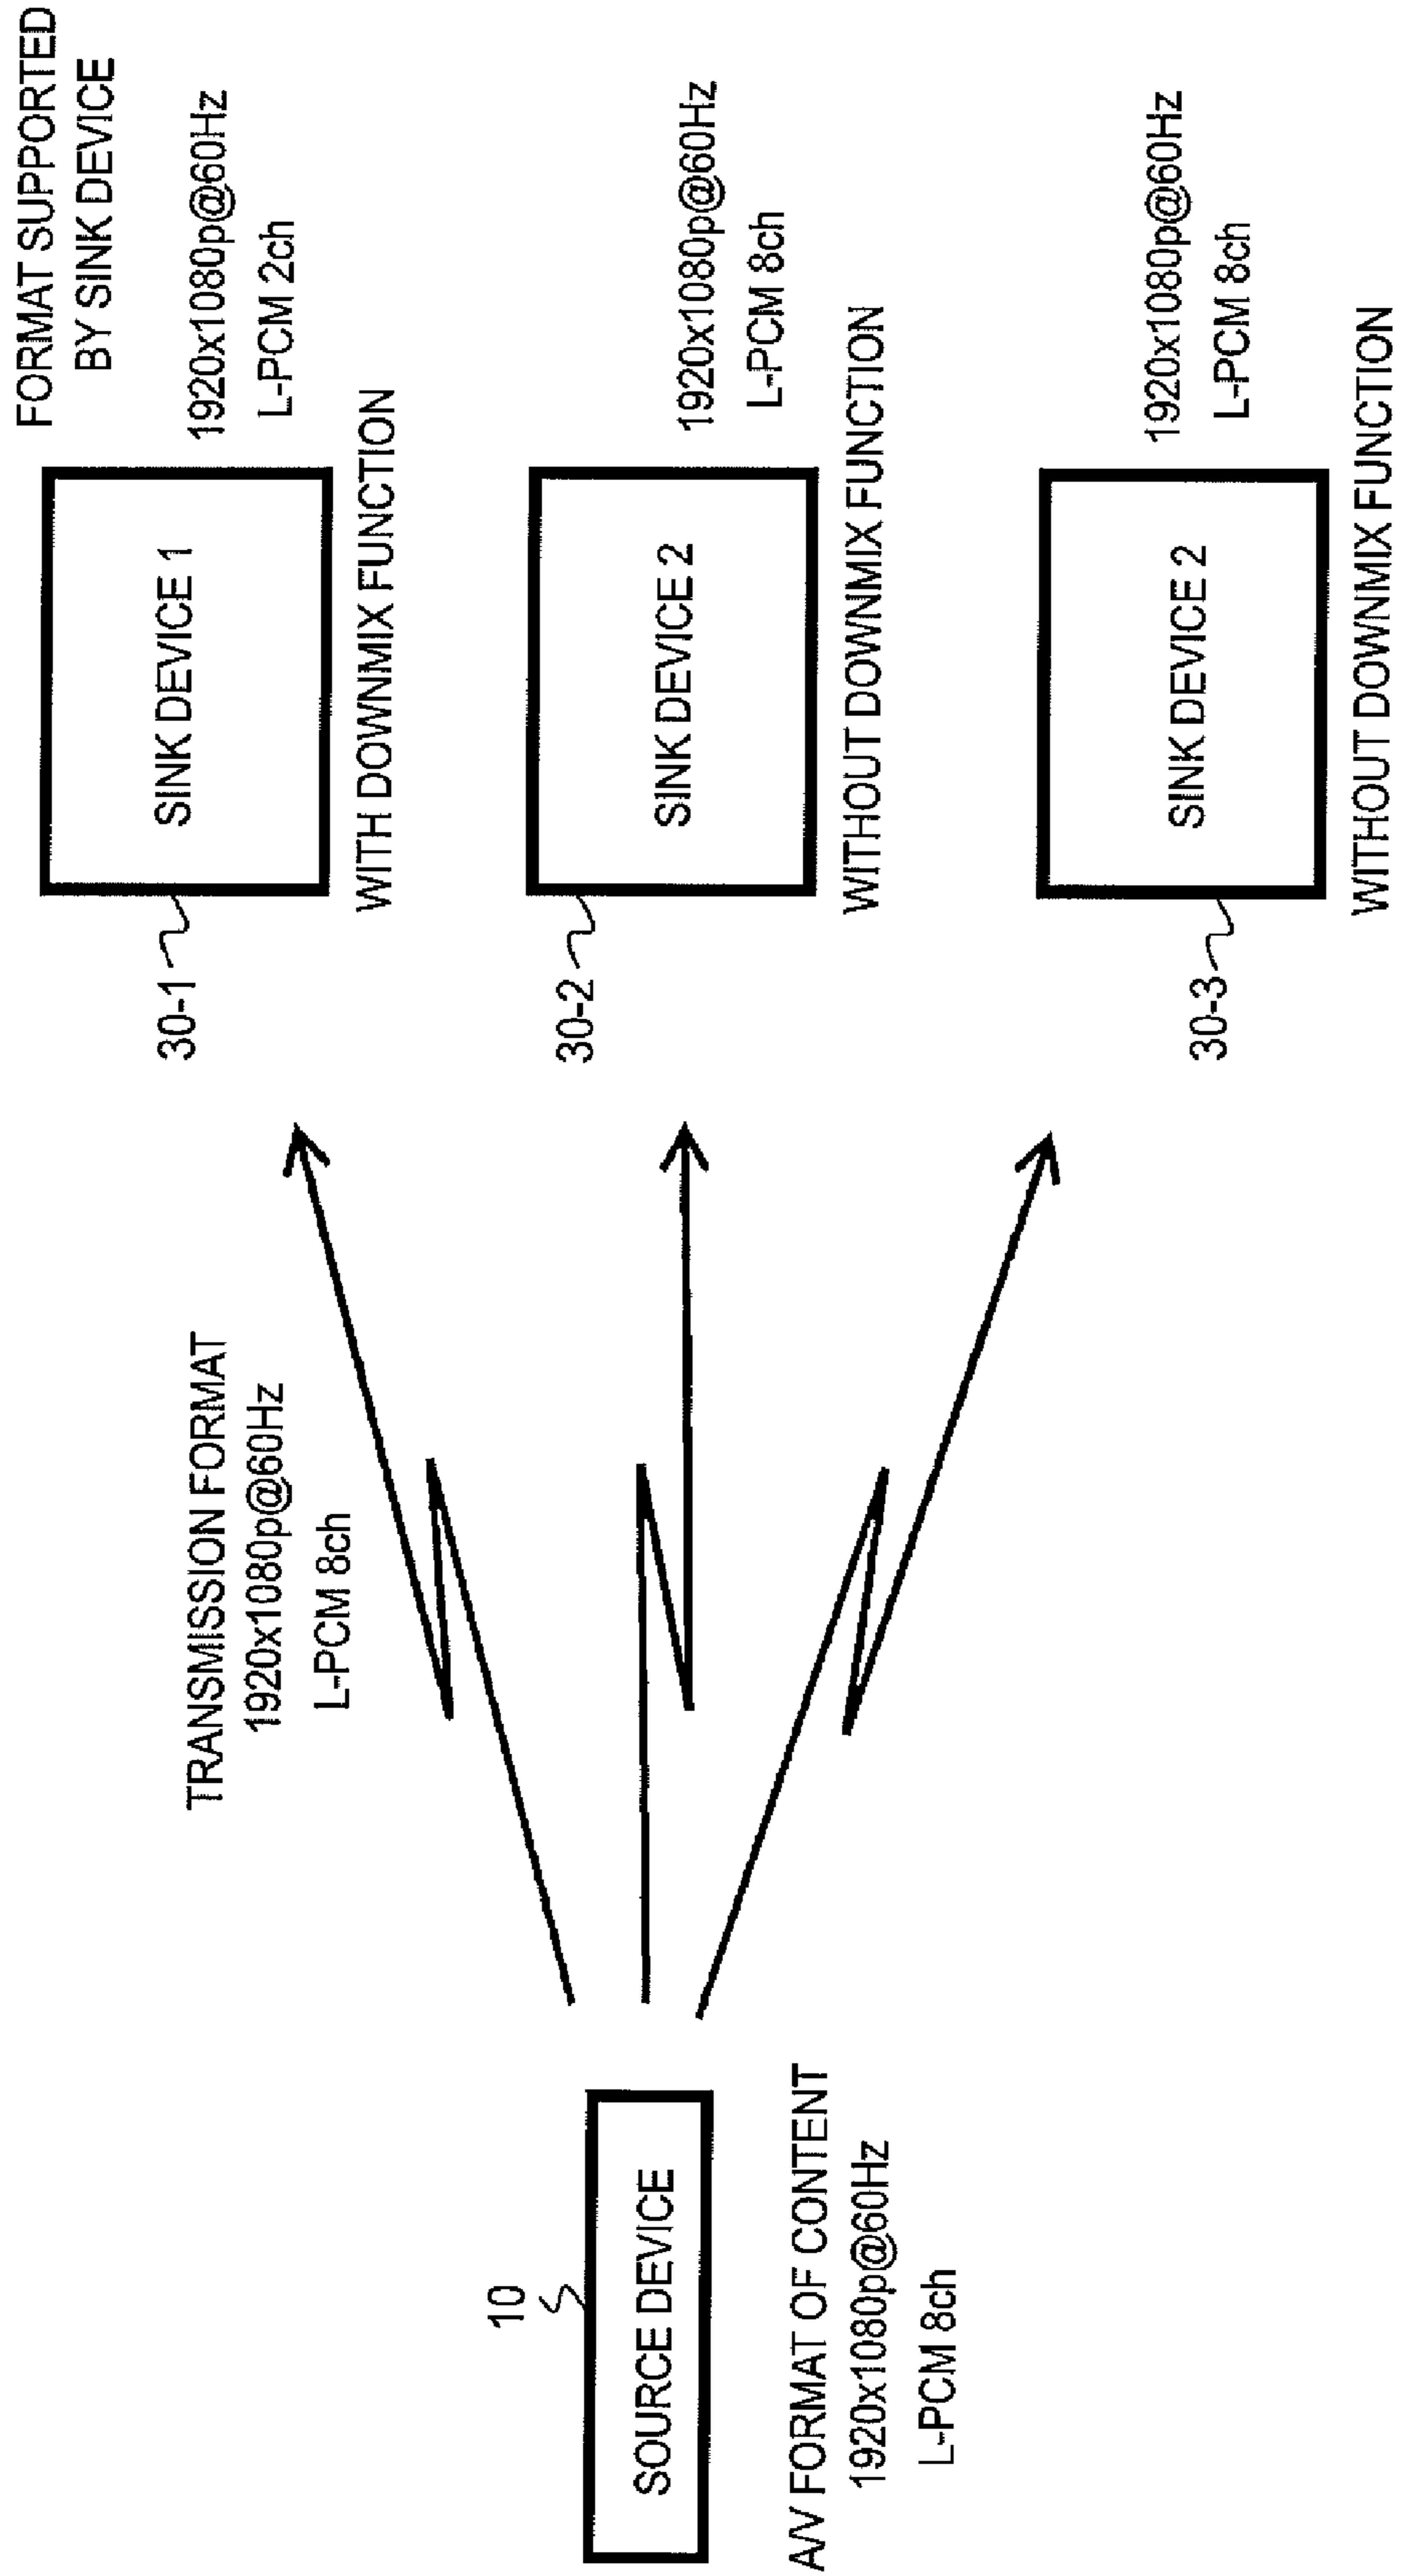 FORMAT SUPPORTED
BY SINK DEVICE
1920x1080p@60Hz
L-PCM 2ch
SINK DEVICE 1
WITH DOWNMIX FUNCTION
30-1
1920x1080p@60Hz
L-PCM 8ch
SINK DEVICE 2
WITHOUT DOWNMIX FUNCTION
30-2
1920x1080p@60Hz
L-PCM 8ch
SINK DEVICE 2
WITHOUT DOWNMIX FUNCTION
30-3
TRANSMISSION FORMAT
1920x1080p@60Hz
L-PCM 8ch
10
SOURCE DEVICE
A/V FORMAT OF CONTENT
1920x1080p@60Hz
L-PCM 8ch